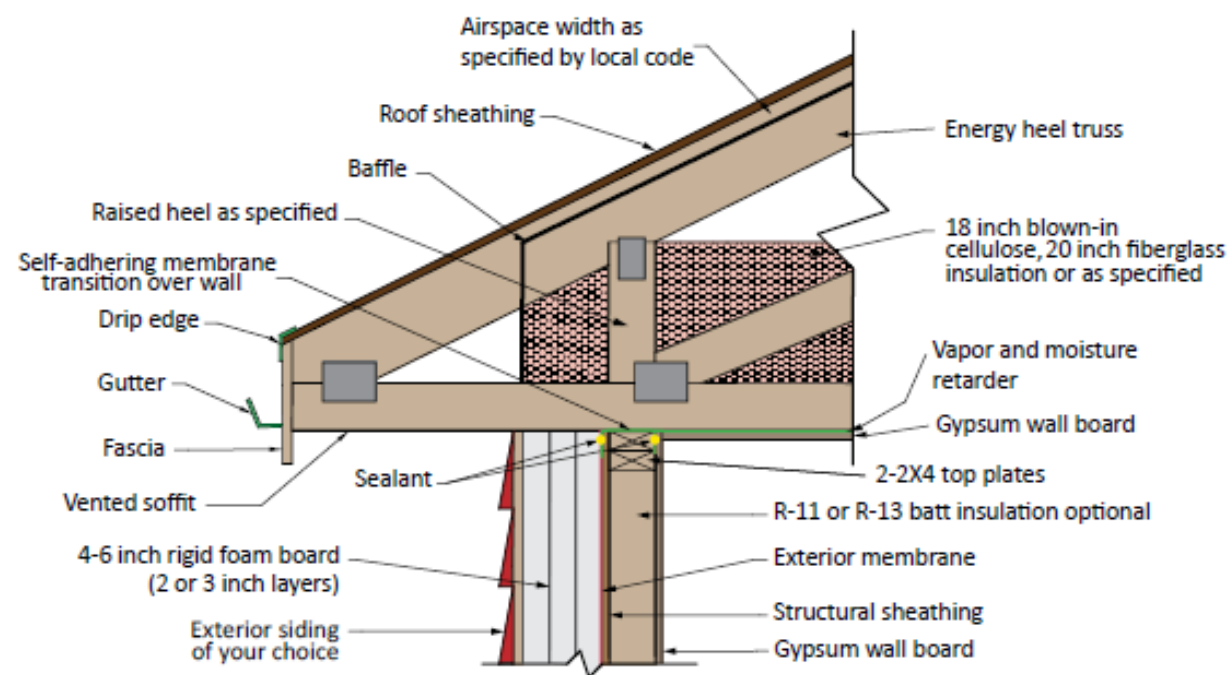 Airspace width as
specified by local code
Roof sheathing
Energy heel truss
Baffle
Raised heel as specified
18 inch blown-in
cellulose, 20 inch fiberglass
insulation or as specified
Self-adhering membrane
transition over wall
Drip edge
Vapor and moisture
retarder
Gutter
Gypsum wall board
Fascia
Sealant
2-2X4 top plates
Vented soffit
R-11 or R-13 batt insulation optional
4-6 inch rigid foam board
(2 or 3 inch layers)
Exterior membrane
Structural sheathing
Exterior siding
of your choice
Gypsum wall board